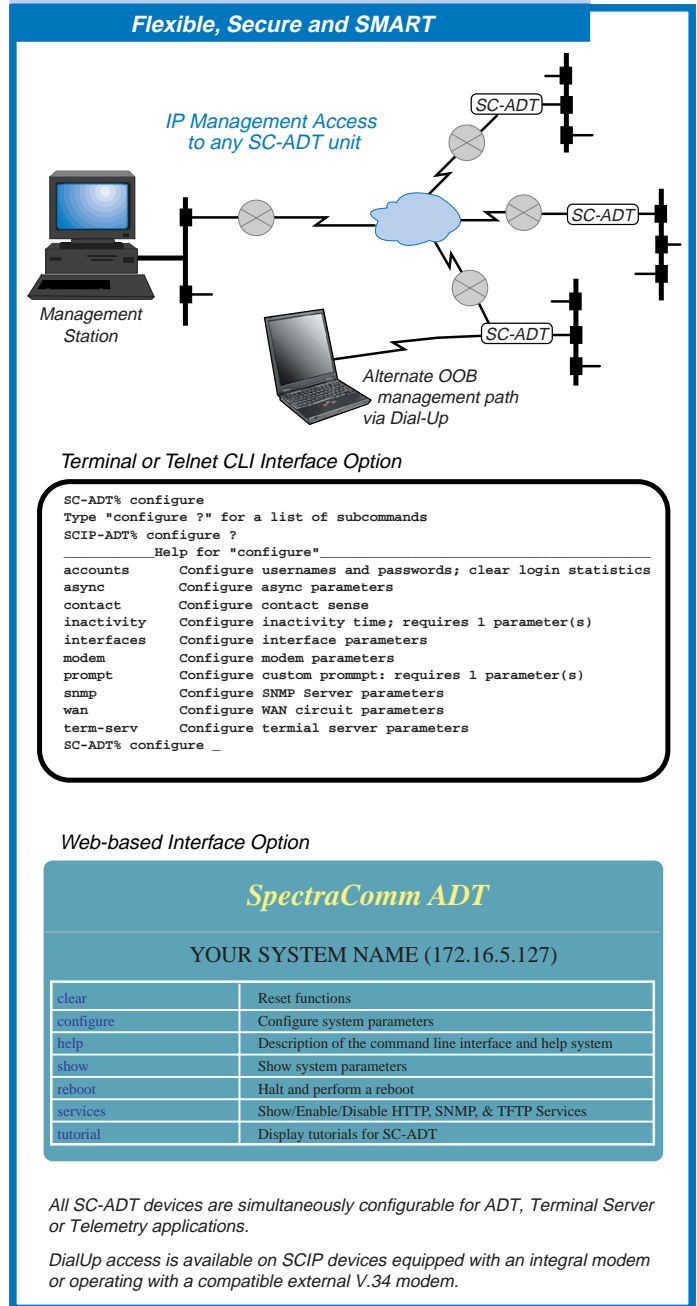 Flexible, Secure and SMART
SC-ADT
IP Management Access
to any SC-ADT unit
SC-ADT
Management
Station
SC-ADT
Alternate OOB
management path
via Dial-Up
Terminal or Telnet CLI Interface Option
SC-ADT% configure
Type "configure ?" for a list of subcommands
SCIP-ADT% configure ?
__________Help for "configure"____________________________________
accounts Configure usernames and passwords; clear login statistics
async Configure async parameters
contact Configure contact sense
inactivity Configure inactivity time; requires 1 parameter(s)
interfaces Configure interface parameters
modem Configure modem parameters
prompt Configure custom prommpt: requires 1 parameter(s)
snmp Configure SNMP Server parameters
wan Configure WAN circuit parameters
term-serv Configure termial server parameters
SC-ADT% configure _
Web-based Interface Option
SpectraComm ADT
YOUR SYSTEM NAME (172.16.5.127)
clear Reset functions
configure Configure system parameters
help Description of the command line interface and help system
show Show system parameters
reboot Halt and perform a reboot
services Show/Enable/Disable HTTP, SNMP, & TFTP Services
tutorial Display tutorials for SC-ADT
All SC-ADT devices are simultaneously configurable for ADT, Terminal Server
or Telemetry applications.
DialUp access is available on SCIP devices equipped with an integral modem
or operating with a compatible external V.34 modem.